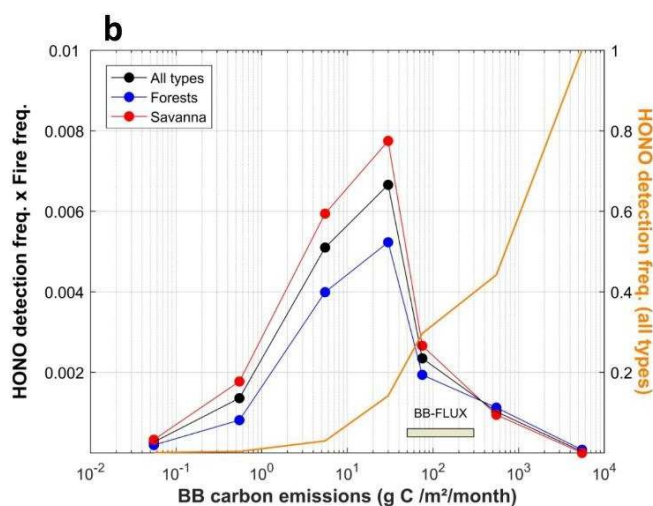 b
HONO detection freq. x Fire freq.
0.01
0.008
0.006
0.004
0.002
All types
Forests
Savanna
BB-FLUX
1
0.8
0.6
0.4
0.2
HONO detection freq. (all types)
10⁻²
10⁻¹
10⁰
10¹
10²
10³
10⁴
BB carbon emissions (g C /m²/month)